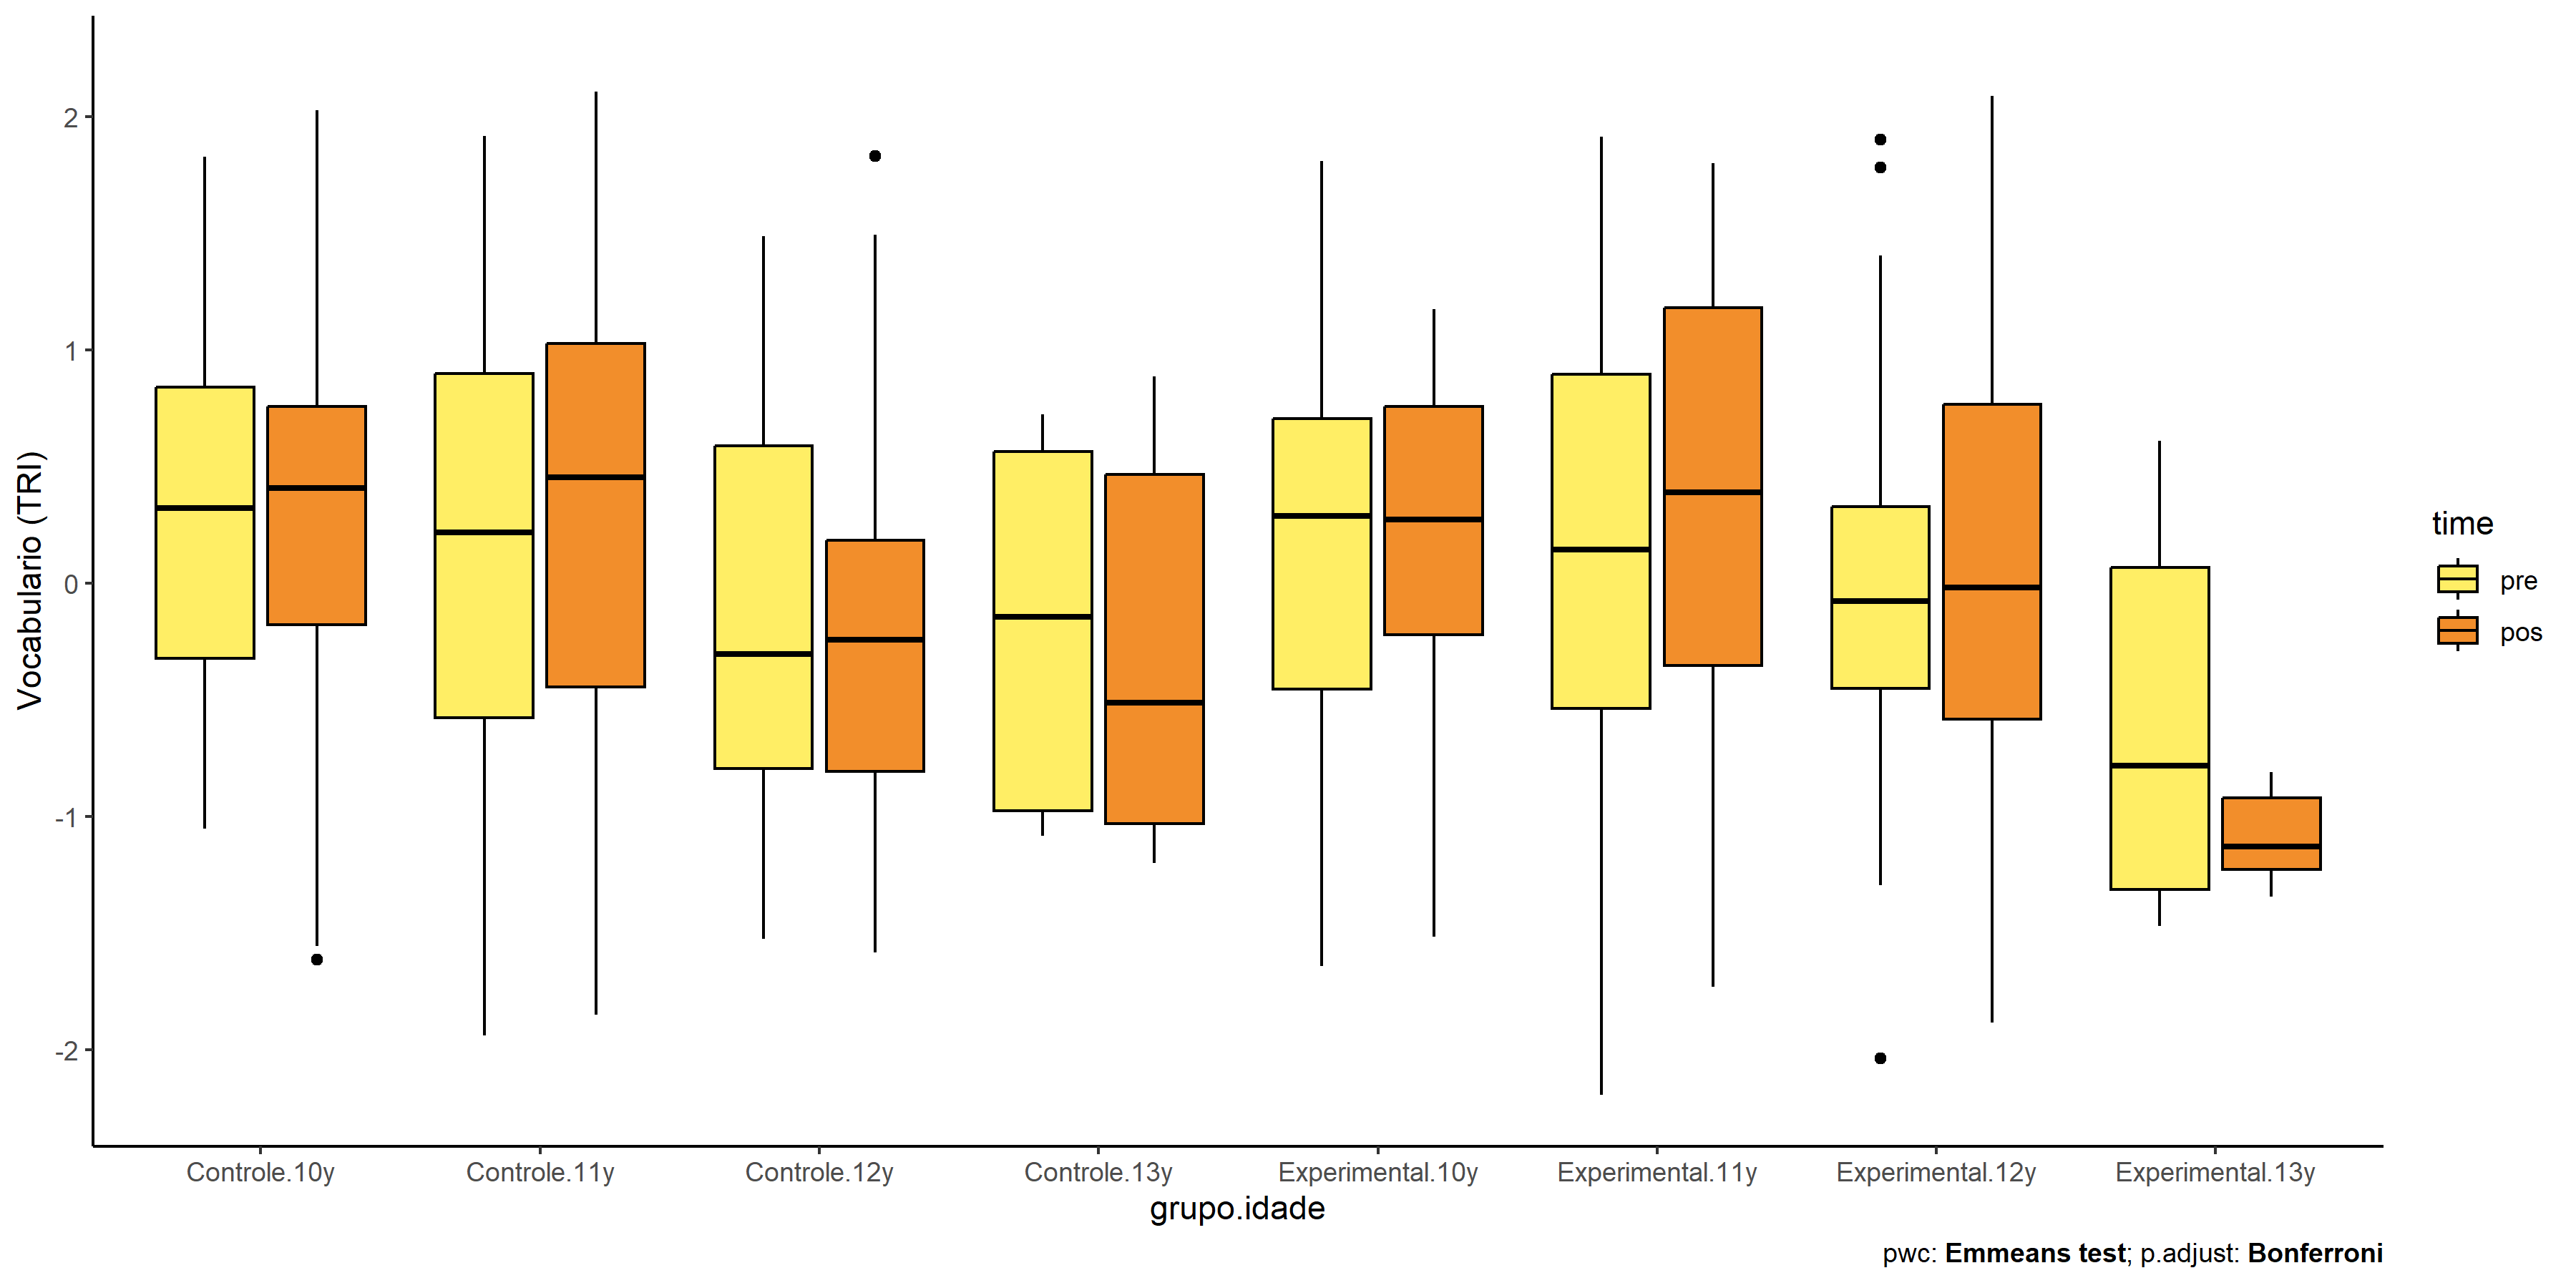 Vocabulario (TRI)
2
1
0
-1
-2
Controle.10y Controle.11y Controle.12y Controle.13y Experimental.10y Experimental.11y Experimental.12y Experimental.13y
grupo.idade
time
pre
pos
pwc: Emmeans test; p.adjust: Bonferroni